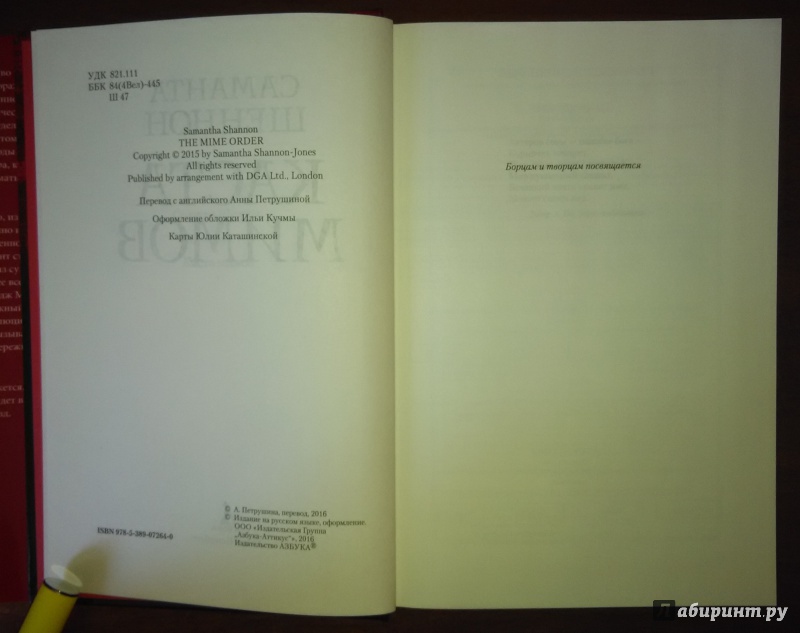 УДК 821.111
ББК 84(4Вел)-445
Ш 47
Samantha Shannon
THE MIME ORDER
Copyright © 2015 by Samantha Shannon-Jones
All rights reserved
Published by arrangement with DGA Ltd., London
Перевод с английского Анны Петрушиной
Оформление обложки Ильи Кучмы
Карты Юлии Каташинской
© А. Петрушина, перевод, 2016
© Издание на русском языке, оформление.
ООО «Издательская Группа
„Азбука-Аттикус“», 2016
Издательство АЗБУКА®
ISBN 978-5-389-07264-0
Борцам и творцам посвящается
Лабиринт.ру